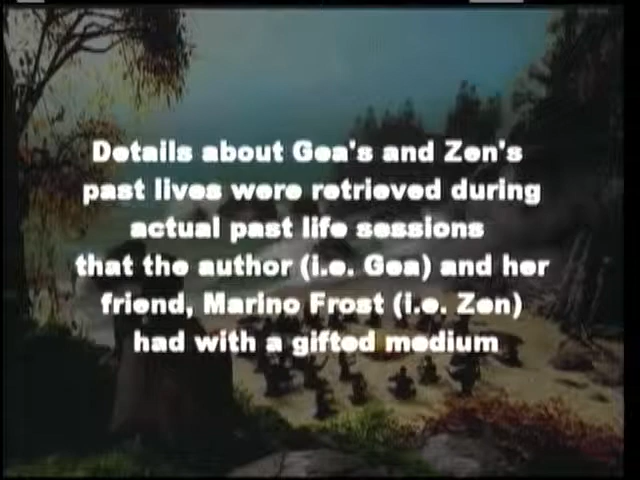 Details about Gea's and Zen's
past lives were retrieved during
actual past life sessions
that the author (i.e. Gea) and her
friend, Marino Frost (i.e. Zen)
had with a gifted medium